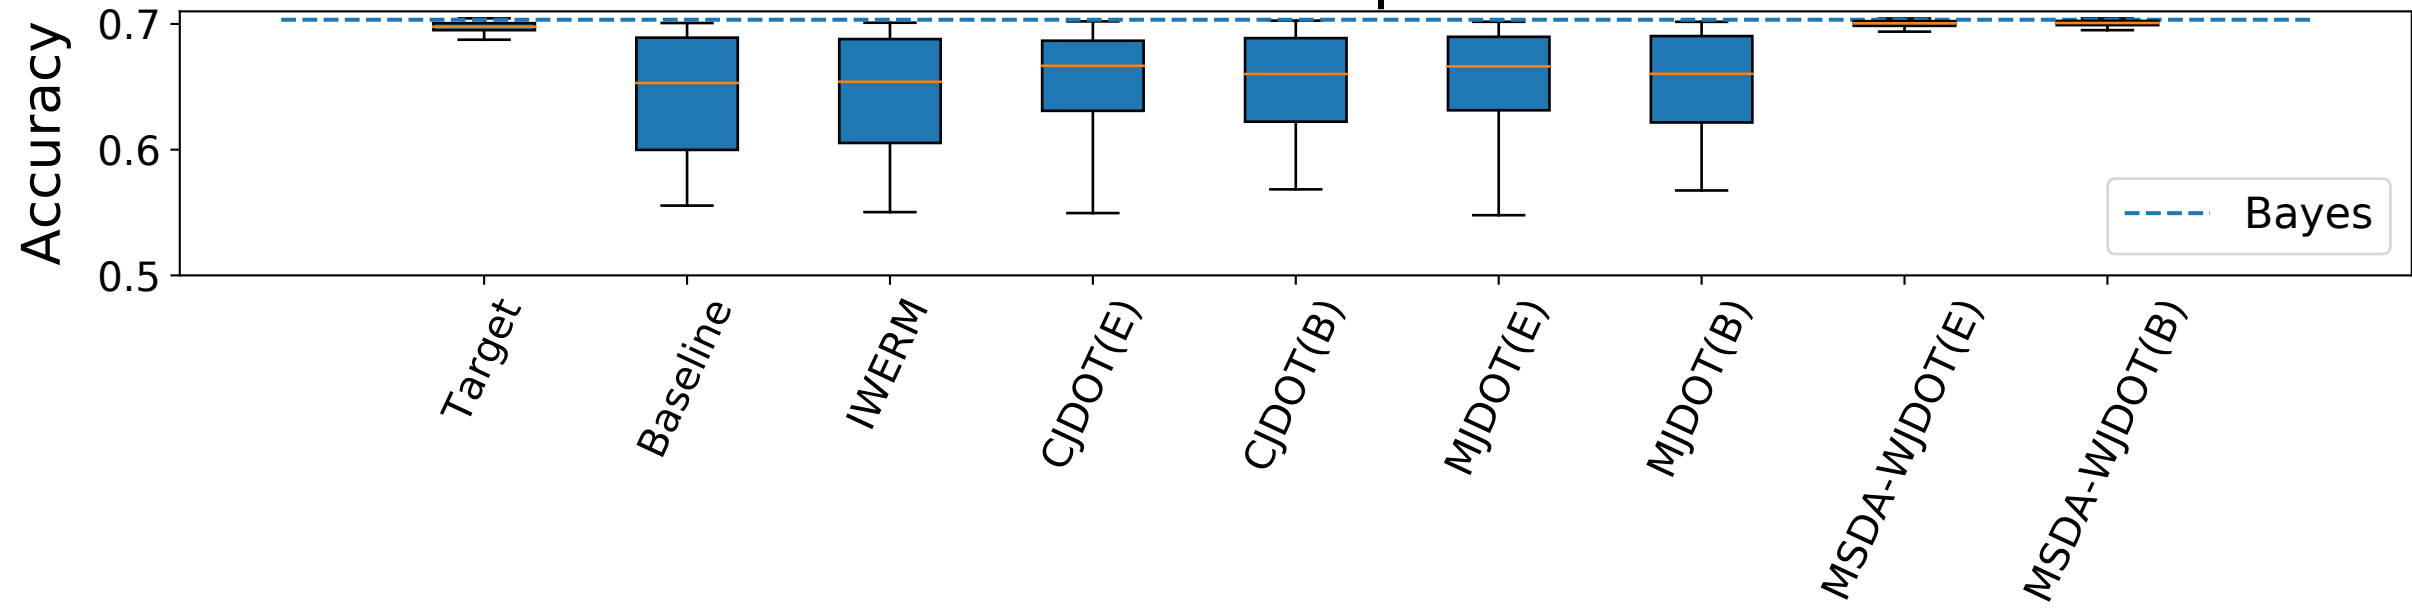 Accuracy
0.7
0.6
0.5
Bayes
Target
Baseline
IWERM
CJDOT(E)
CJDOT(B)
MJDOT(E)
MJDOT(B)
MSDA-WJDOT(E)
MSDA-WJDOT(B)